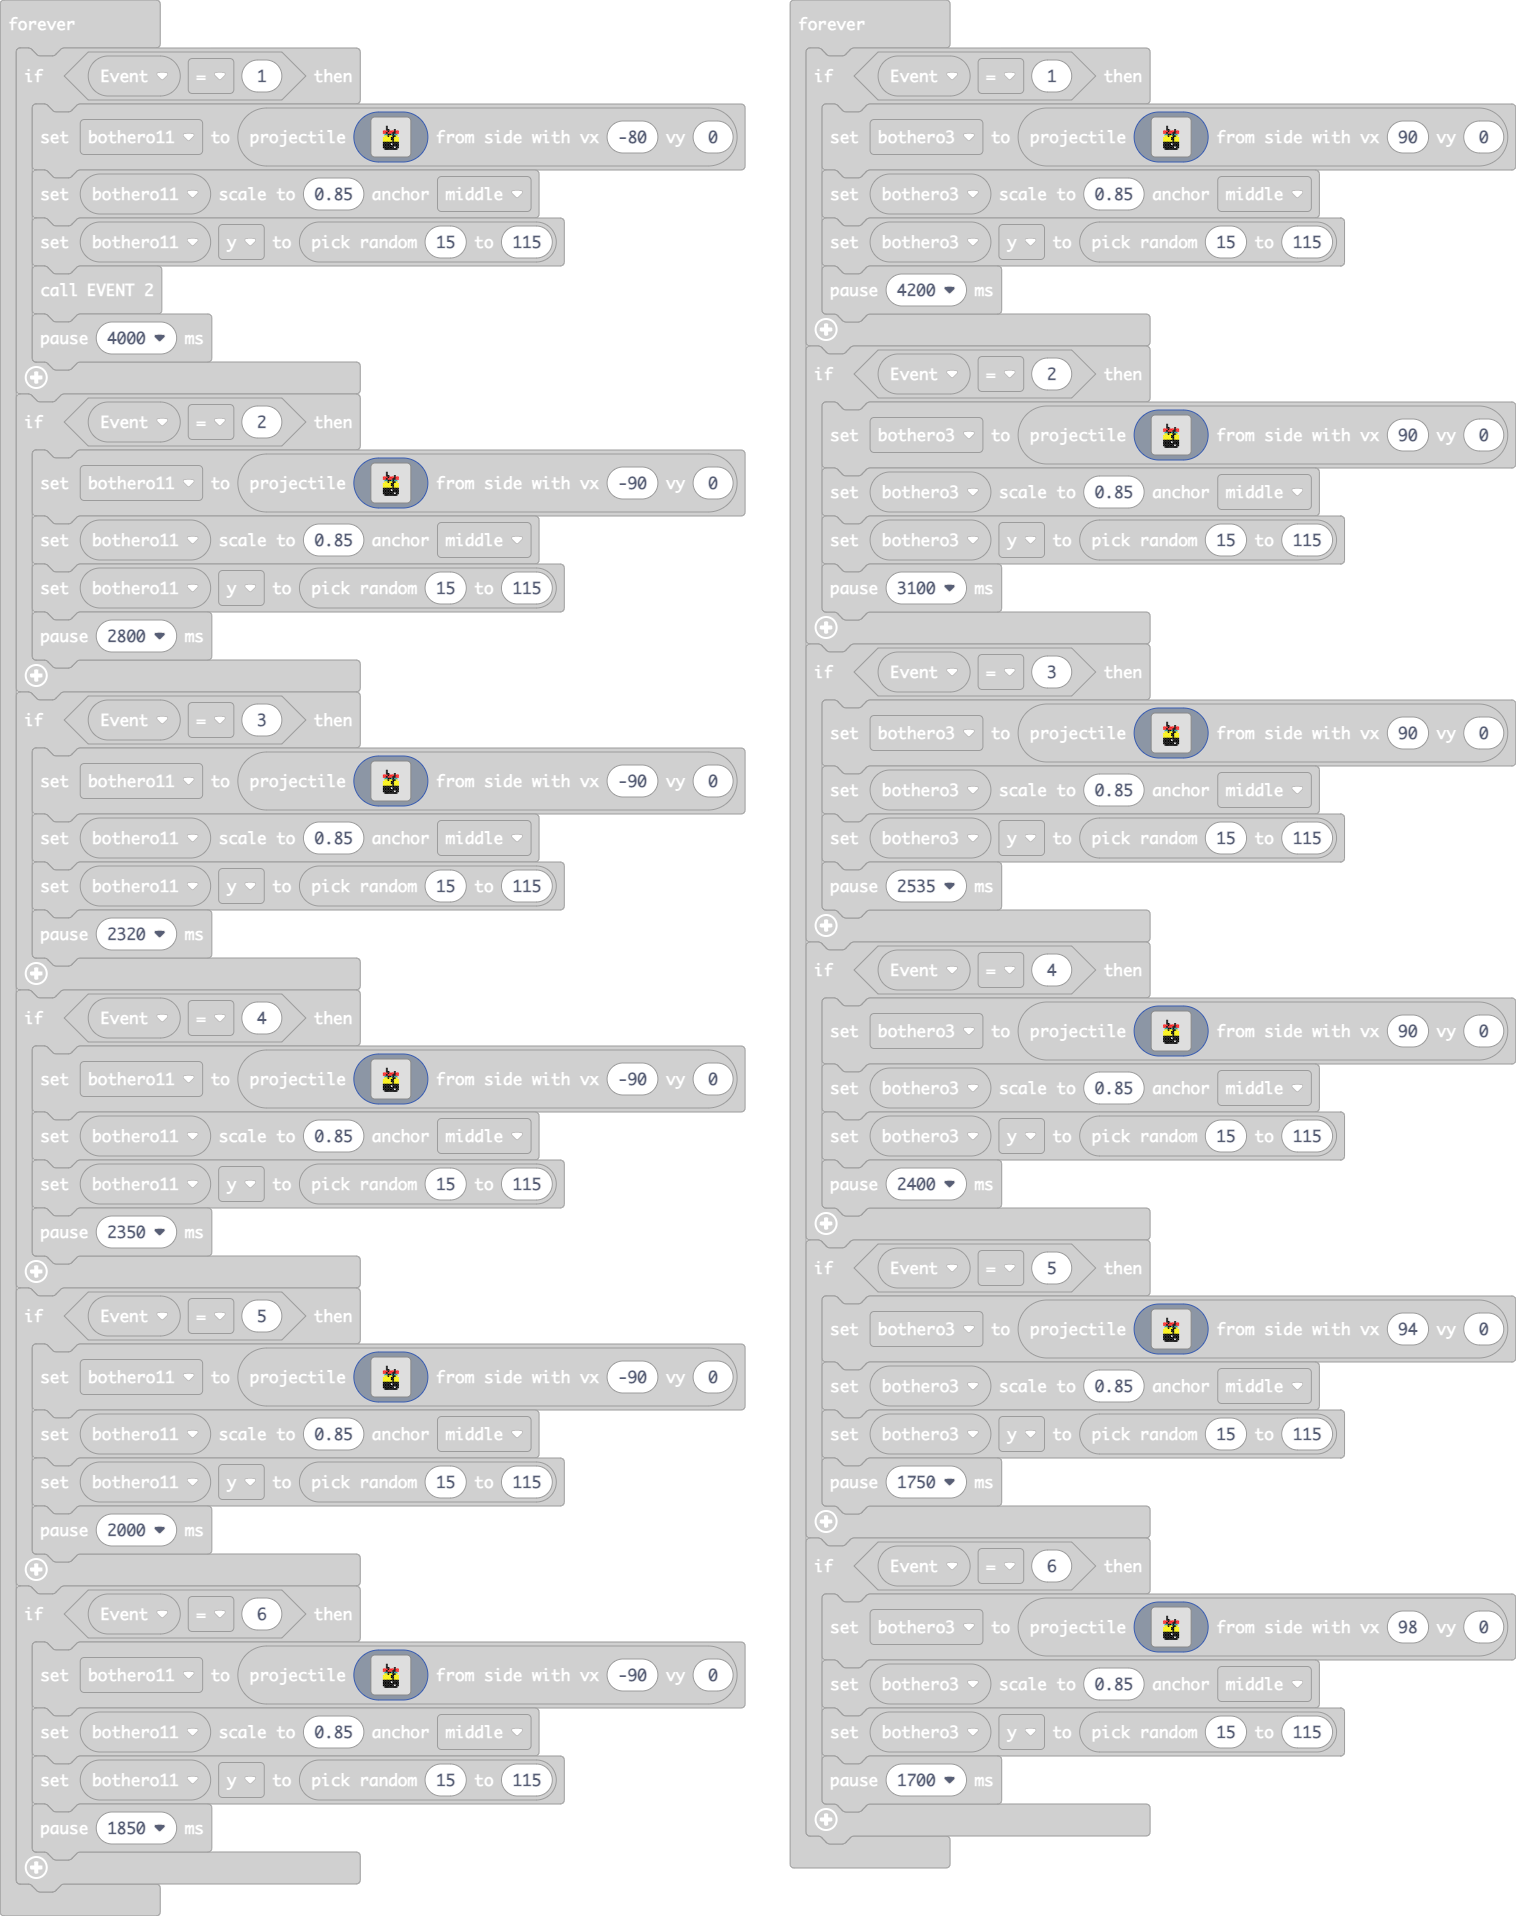 forever
if Event = 1 then
set bothero11 to projectile from side with vx -80 vy 0
set bothero11 scale to 0.85 anchor middle
set bothero11 y to pick random 15 to 115
call EVENT 2
pause 4000 ms
if Event = 2 then
set bothero11 to projectile from side with vx -90 vy 0
set bothero11 scale to 0.85 anchor middle
set bothero11 y to pick random 15 to 115
pause 2800 ms
if Event = 3 then
set bothero11 to projectile from side with vx -90 vy 0
set bothero11 scale to 0.85 anchor middle
set bothero11 y to pick random 15 to 115
pause 2320 ms
if Event = 4 then
set bothero11 to projectile from side with vx -90 vy 0
set bothero11 scale to 0.85 anchor middle
set bothero11 y to pick random 15 to 115
pause 2350 ms
if Event = 5 then
set bothero11 to projectile from side with vx -90 vy 0
set bothero11 scale to 0.85 anchor middle
set bothero11 y to pick random 15 to 115
pause 2000 ms
if Event = 6 then
set bothero11 to projectile from side with vx -90 vy 0
set bothero11 scale to 0.85 anchor middle
set bothero11 y to pick random 15 to 115
pause 1850 ms
forever
if Event = 1 then
set bothero3 to projectile from side with vx 90 vy 0
set bothero3 scale to 0.85 anchor middle
set bothero3 y to pick random 15 to 115
pause 4200 ms
if Event = 2 then
set bothero3 to projectile from side with vx 90 vy 0
set bothero3 scale to 0.85 anchor middle
set bothero3 y to pick random 15 to 115
pause 3100 ms
if Event = 3 then
set bothero3 to projectile from side with vx 90 vy 0
set bothero3 scale to 0.85 anchor middle
set bothero3 y to pick random 15 to 115
pause 2535 ms
if Event = 4 then
set bothero3 to projectile from side with vx 90 vy 0
set bothero3 scale to 0.85 anchor middle
set bothero3 y to pick random 15 to 115
pause 2400 ms
if Event = 5 then
set bothero3 to projectile from side with vx 94 vy 0
set bothero3 scale to 0.85 anchor middle
set bothero3 y to pick random 15 to 115
pause 1750 ms
if Event = 6 then
set bothero3 to projectile from side with vx 98 vy 0
set bothero3 scale to 0.85 anchor middle
set bothero3 y to pick random 15 to 115
pause 1700 ms